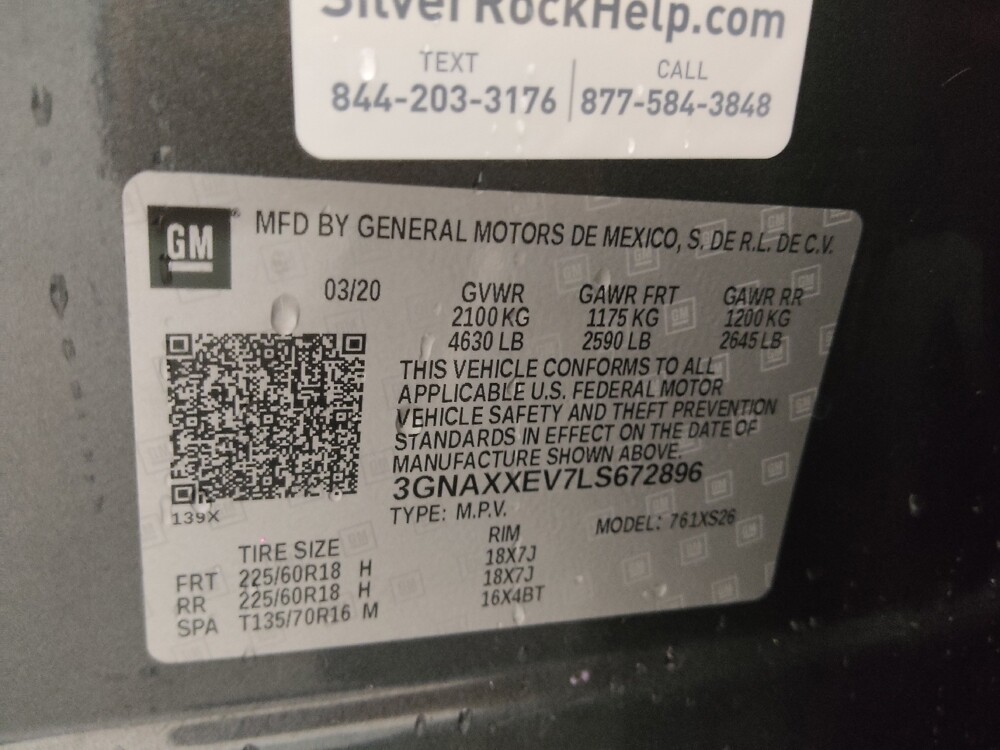 SilverRockHelp.com
TEXT CALL
844-203-3176 877-584-3848
GM MFD BY GENERAL MOTORS DE MEXICO, S. DE R.L. DE C.V.
03/20 GVWR GAWR FRT GAWR RR
2100 KG 1175 KG 1200 KG
4630 LB 2590 LB 2645 LB
THIS VEHICLE CONFORMS TO ALL
APPLICABLE U.S. FEDERAL MOTOR
VEHICLE SAFETY AND THEFT PREVENTION
STANDARDS IN EFFECT ON THE DATE OF
MANUFACTURE SHOWN ABOVE.
3GNAXXEV7LS672896
139X TYPE: M.P.V. MODEL: 761XS26
TIRE SIZE RIM
FRT 225/60R18 H 18X7J
RR 225/60R18 H 18X7J
SPA T135/70R16 M 16X4BT